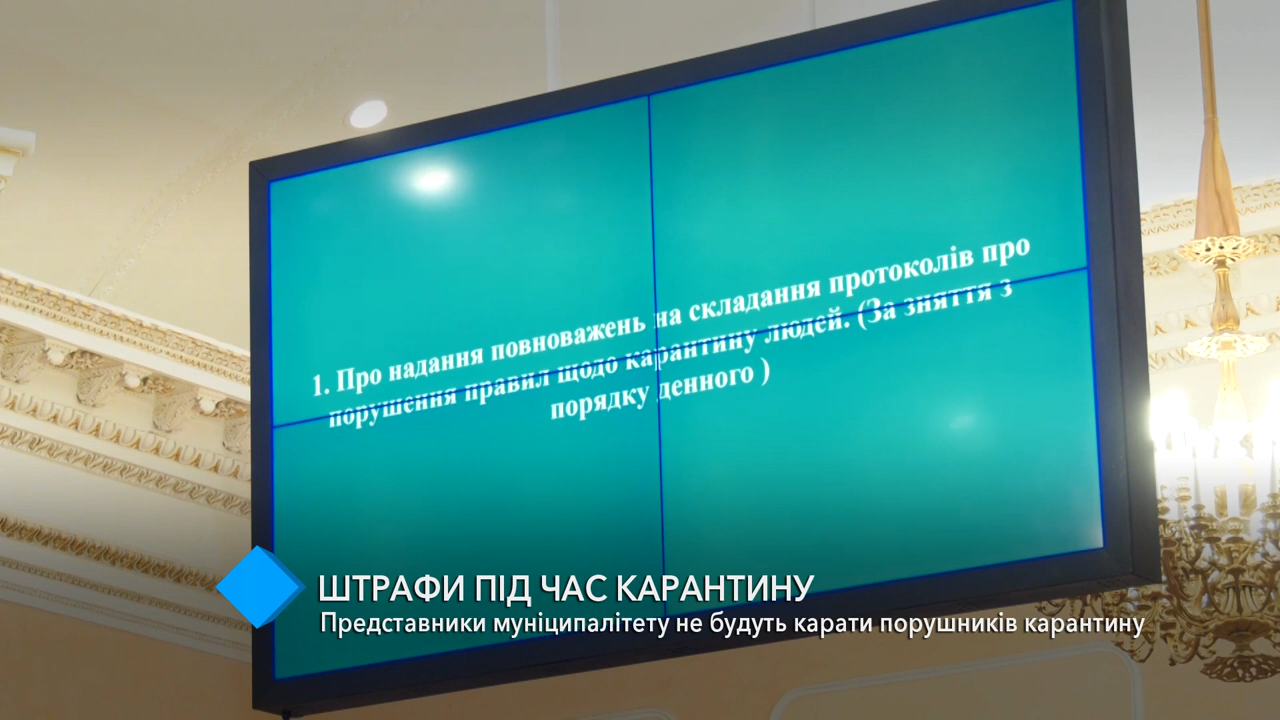 1. Про надання повноважень на складання протоколів про
порушення правил щодо карантину людей. (За зняття з
порядку денного )
ШТРАФИ ПІД ЧАС КАРАНТИНУ
Представники муніципалітету не будуть карати порушників карантину